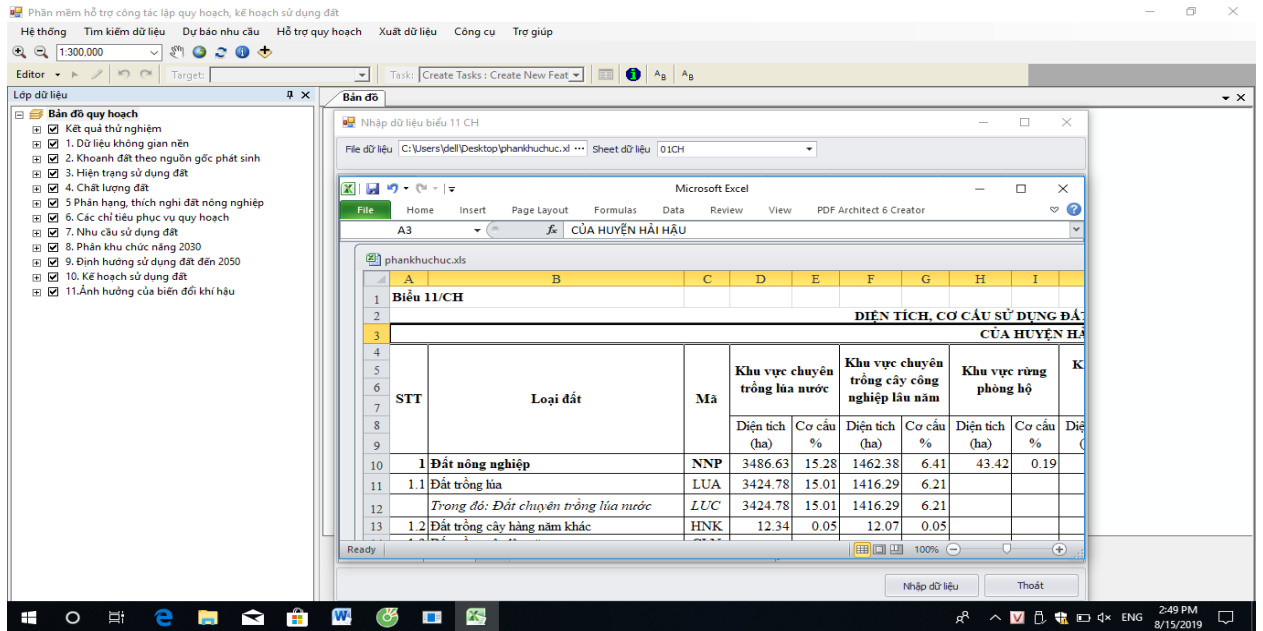 Phần mềm hỗ trợ công tác lập quy hoạch, kế hoạch sử dụng đất
Hệ thống Tìm kiếm dữ liệu Dự báo nhu cầu Hỗ trợ quy hoạch Xuất dữ liệu Công cụ Trợ giúp
1:300,000
Editor Target: Task: Create Tasks : Create New Feat
Lớp dữ liệu
Bản đồ quy hoạch
Kết quả thử nghiệm
1. Dữ liệu không gian nền
2. Khoanh đất theo nguồn gốc phát sinh
3. Hiện trạng sử dụng đất
4. Chất lượng đất
5 Phân hạng, thích nghi đất nông nghiệp
6. Các chỉ tiêu phục vụ quy hoạch
7. Nhu cầu sử dụng đất
8. Phân khu chức năng 2030
9. Định hướng sử dụng đất đến 2050
10. Kế hoạch sử dụng đất
11.Ảnh hưởng của biến đổi khí hậu
Bản đồ
Nhập dữ liệu biểu 11 CH
File dữ liệu C:\Users\dell\Desktop\phankhuchuc.xl ··· Sheet dữ liệu 01CH
Microsoft Excel
File Home Insert Page Layout Formulas Data Review View PDF Architect 6 Creator
A3 fx CỦA HUYỆN HẢI HẬU
phankhuchuc.xls
A B C D E F G H I
1 Biểu 11/CH
2 DIỆN TÍCH, CƠ CẤU SỬ DỤNG ĐẤT
3 CỦA HUYỆN HẢ
4
5
6
7
8
9
STT Loại đất Mã
Khu vực chuyên trồng lúa nước
Khu vực chuyên trồng cây công nghiệp lâu năm
Khu vực rừng phòng hộ
K
Diện tích (ha) Cơ cấu % Diện tích (ha) Cơ cấu % Diện tích (ha) Cơ cấu % Diệ
10 1 Đất nông nghiệp NNP 3486.63 15.28 1462.38 6.41 43.42 0.19
11 1.1 Đất trồng lúa LUA 3424.78 15.01 1416.29 6.21
12 Trong đó: Đất chuyên trồng lúa nước LUC 3424.78 15.01 1416.29 6.21
13 1.2 Đất trồng cây hàng năm khác HNK 12.34 0.05 12.07 0.05
Ready 100%
Nhập dữ liệu Thoát
ENG 2:49 PM
8/15/2019